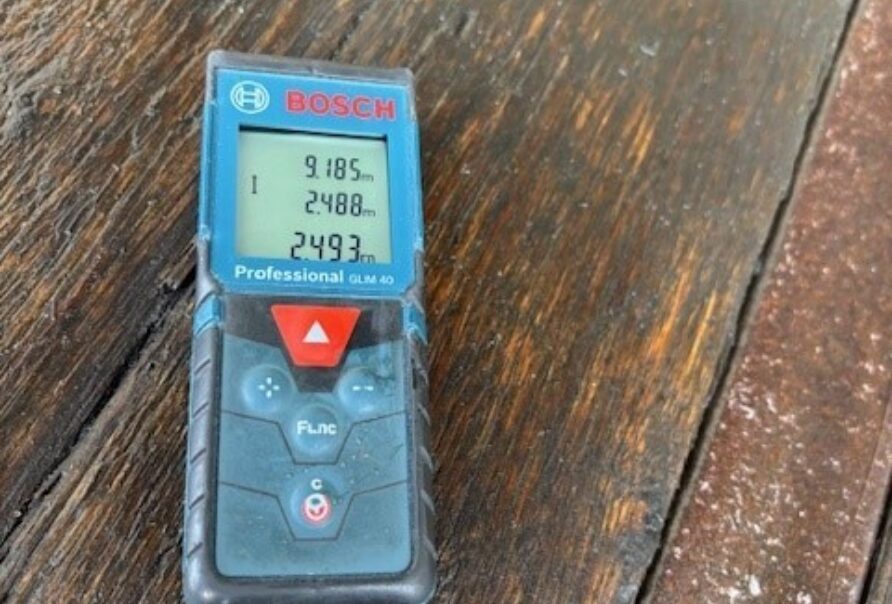 BOSCH
9.185m
2.488m
2.493m
Professional GLM 40
Func
C